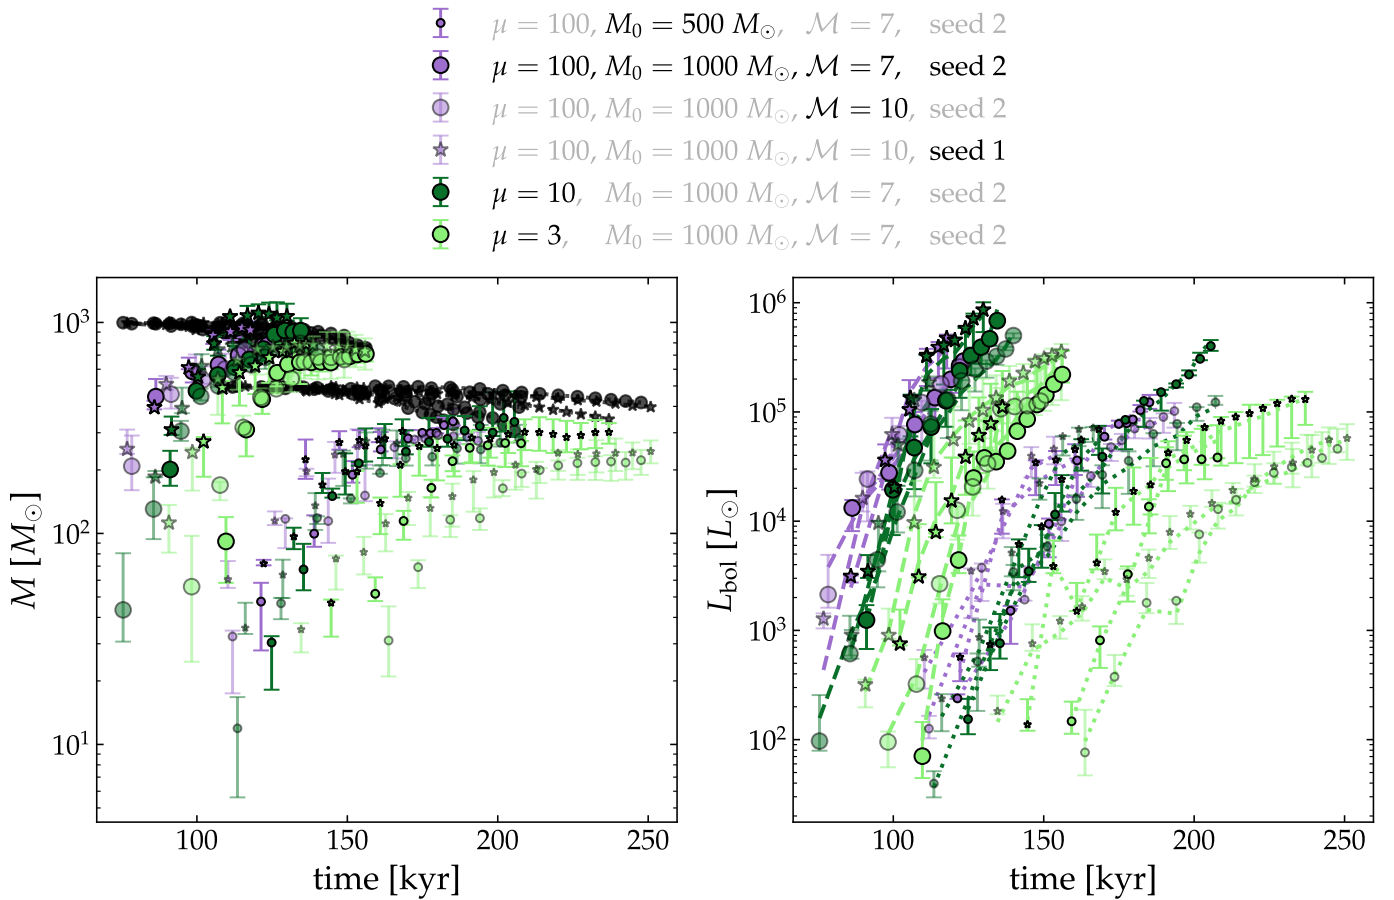 μ = 100, M₀ = 500 M☉, ℳ = 7, seed 2
μ = 100, M₀ = 1000 M☉, ℳ = 7, seed 2
μ = 100, M₀ = 1000 M☉, ℳ = 10, seed 2
μ = 100, M₀ = 1000 M☉, ℳ = 10, seed 1
μ = 10, M₀ = 1000 M☉, ℳ = 7, seed 2
μ = 3, M₀ = 1000 M☉, ℳ = 7, seed 2
M [M☉]
10³
10²
10¹
100 150 200 250
time [kyr]
L_bol [L☉]
10⁶
10⁵
10⁴
10³
10²
100 150 200 250
time [kyr]